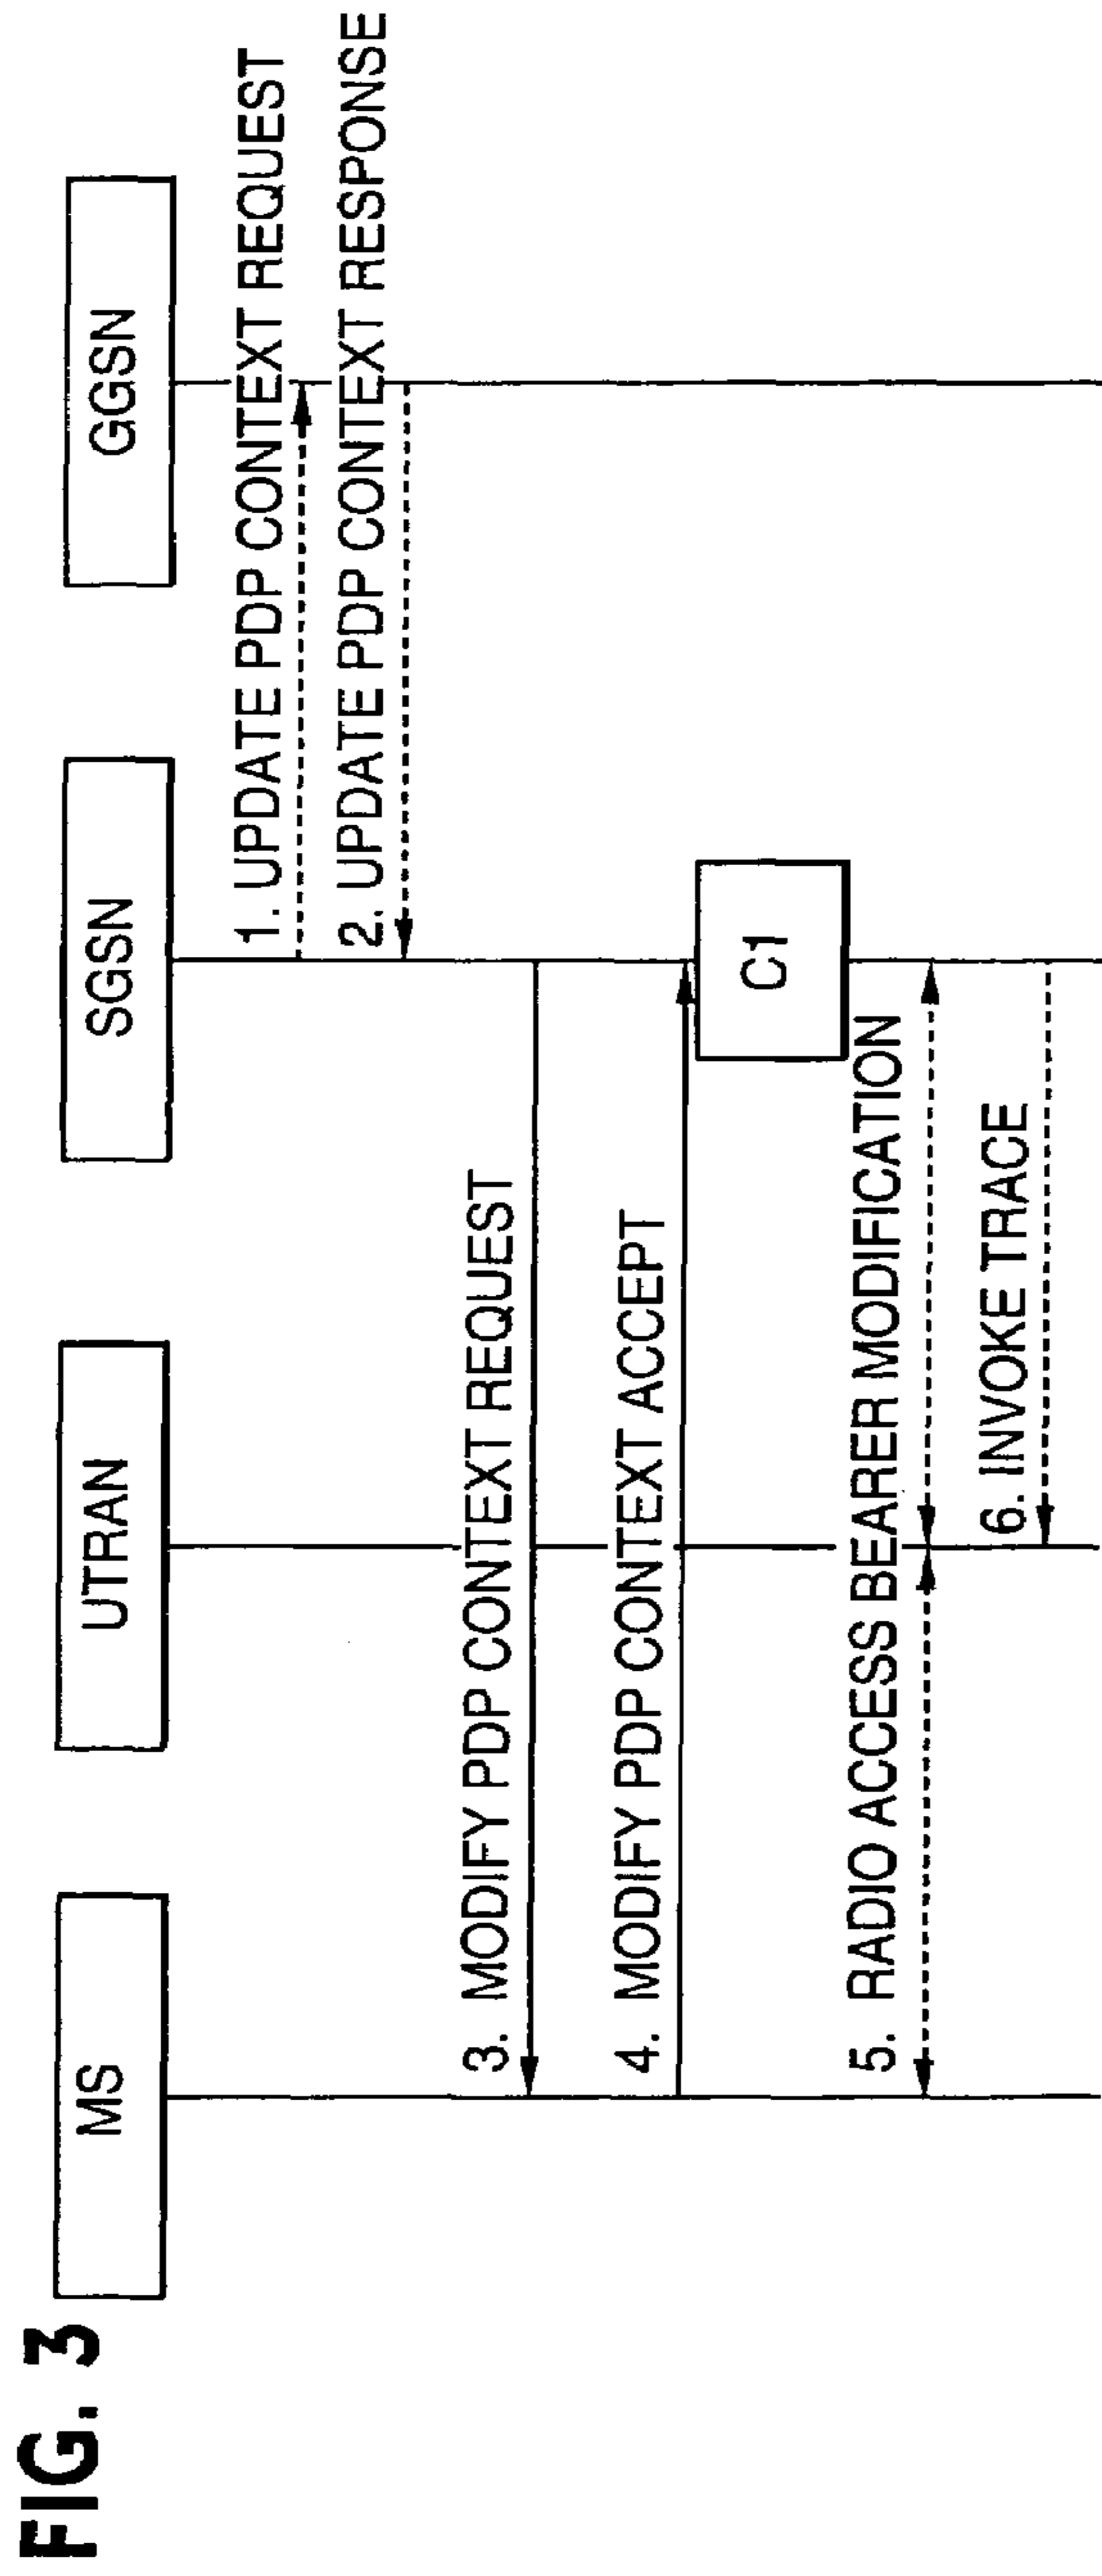 FIG. 3
MS
UTRAN
SGSN
GGSN
1. UPDATE PDP CONTEXT REQUEST
2. UPDATE PDP CONTEXT RESPONSE
3. MODIFY PDP CONTEXT REQUEST
4. MODIFY PDP CONTEXT ACCEPT
C1
5. RADIO ACCESS BEARER MODIFICATION
6. INVOKE TRACE